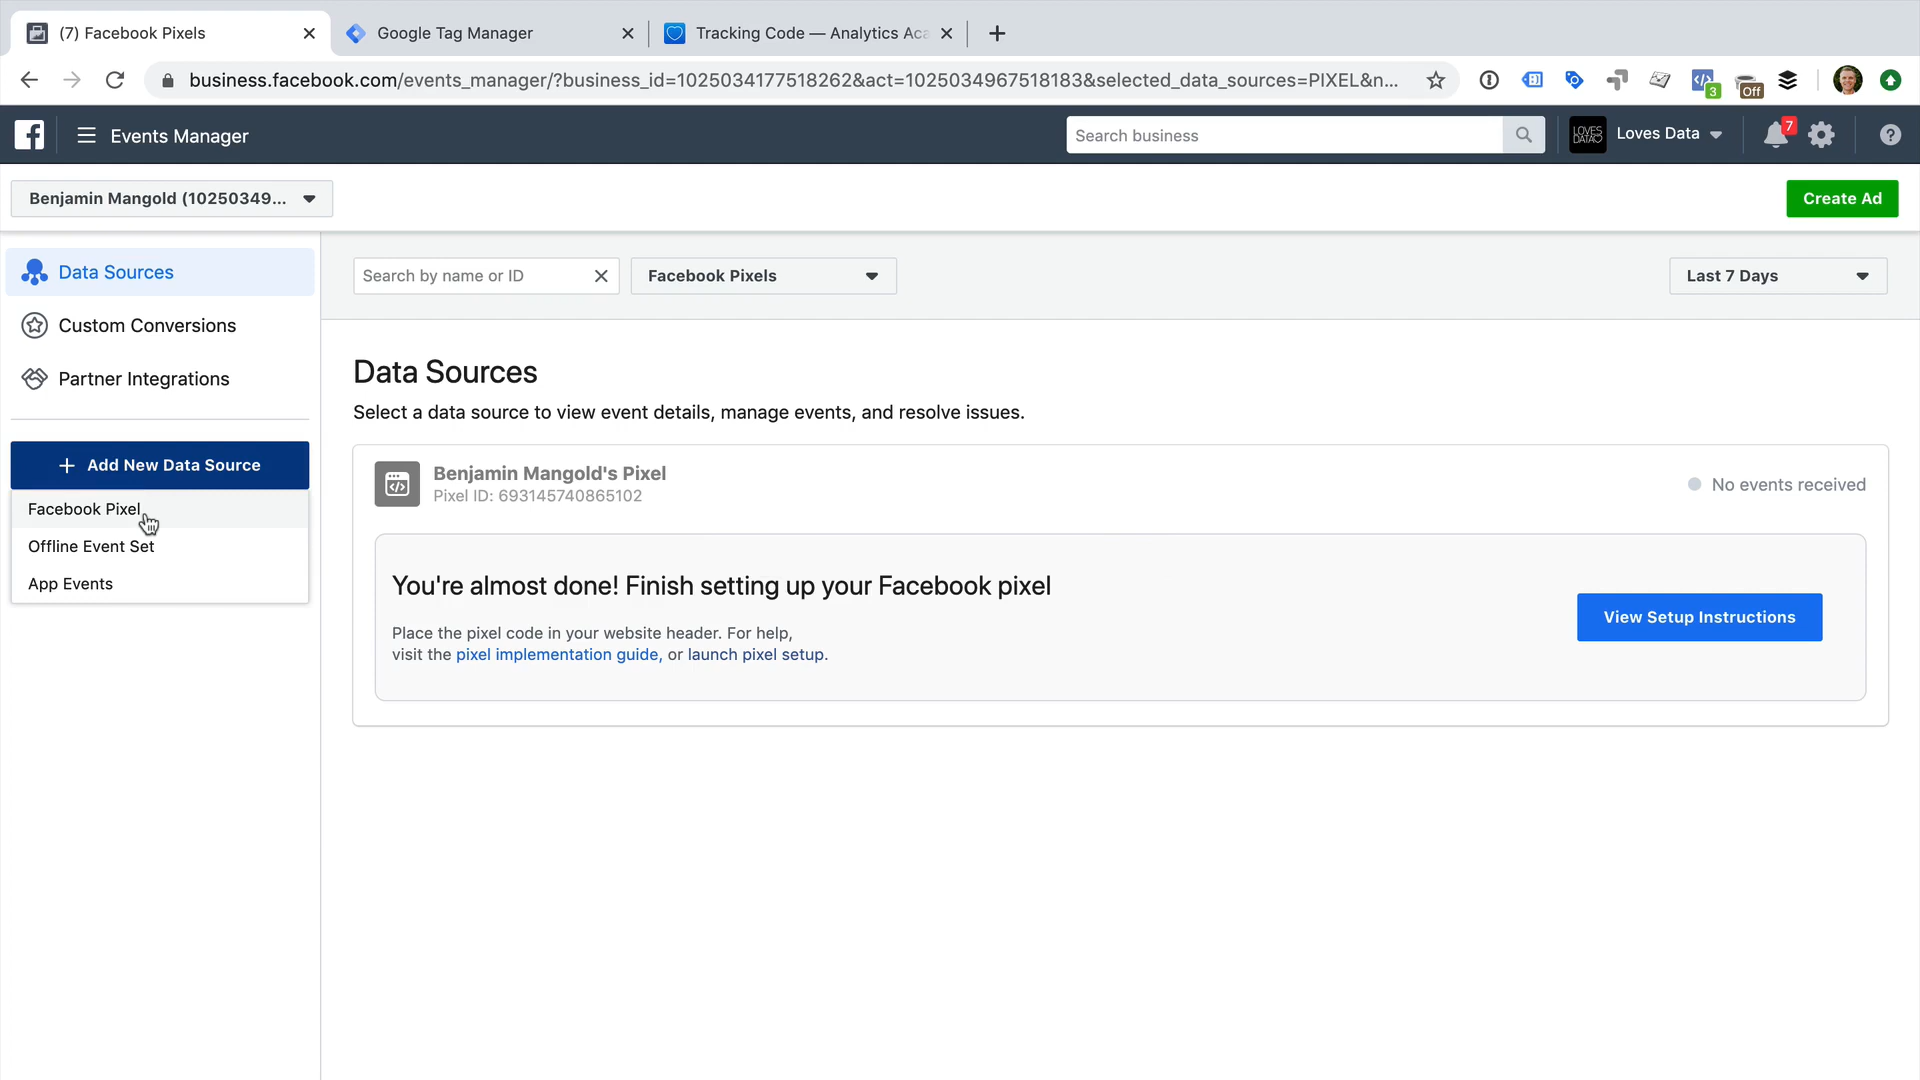 (7) Facebook Pixels
Google Tag Manager
Tracking Code — Analytics Aca
business.facebook.com/events_manager/?business_id=1025034177518262&act=1025034967518183&selected_data_sources=PIXEL&n...
3
Off
Events Manager
Search business
LOVES DATA
Loves Data
7
Benjamin Mangold (10250349...
Create Ad
Data Sources
Custom Conversions
Partner Integrations
+ Add New Data Source
Facebook Pixel
Offline Event Set
App Events
Search by name or ID
Facebook Pixels
Last 7 Days
Data Sources
Select a data source to view event details, manage events, and resolve issues.
Benjamin Mangold's Pixel
Pixel ID: 693145740865102
No events received
You're almost done! Finish setting up your Facebook pixel
Place the pixel code in your website header. For help,
visit the pixel implementation guide, or launch pixel setup.
View Setup Instructions